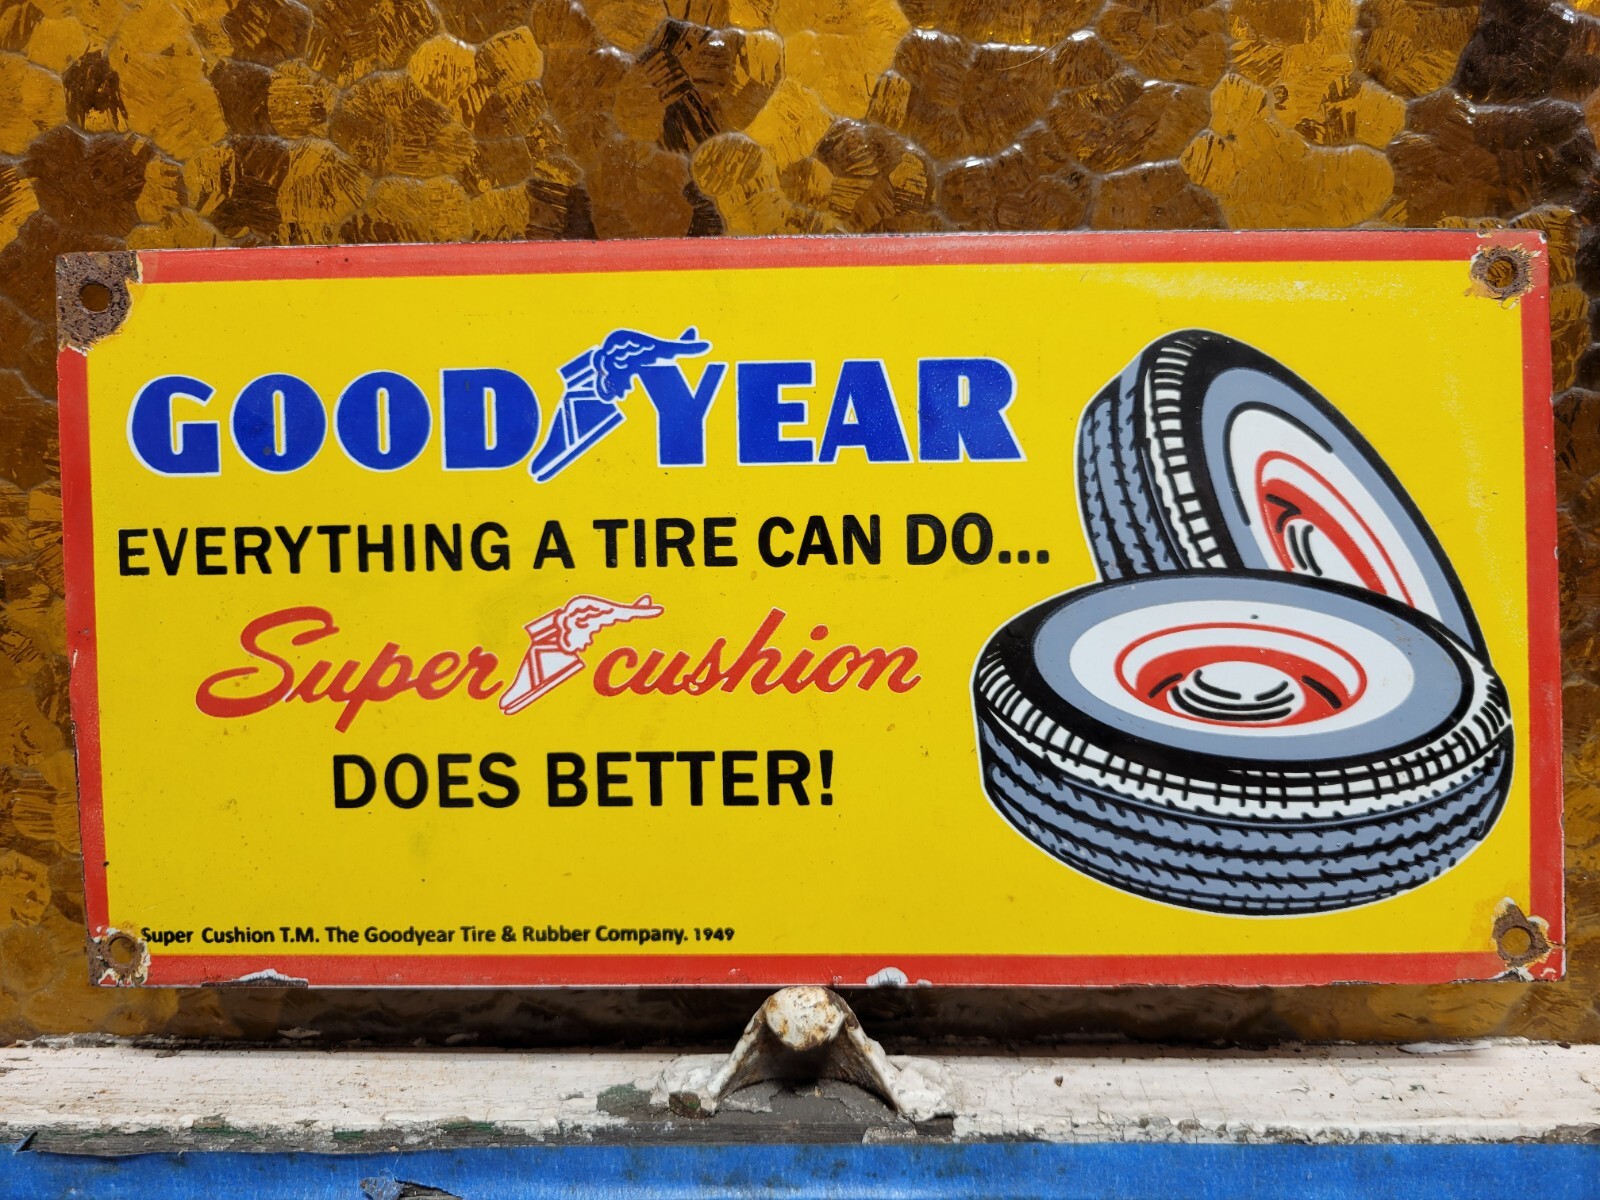 GOODYEAR
EVERYTHING A TIRE CAN DO...
Super cushion
DOES BETTER!
Super Cushion T.M. The Goodyear Tire & Rubber Company. 1949